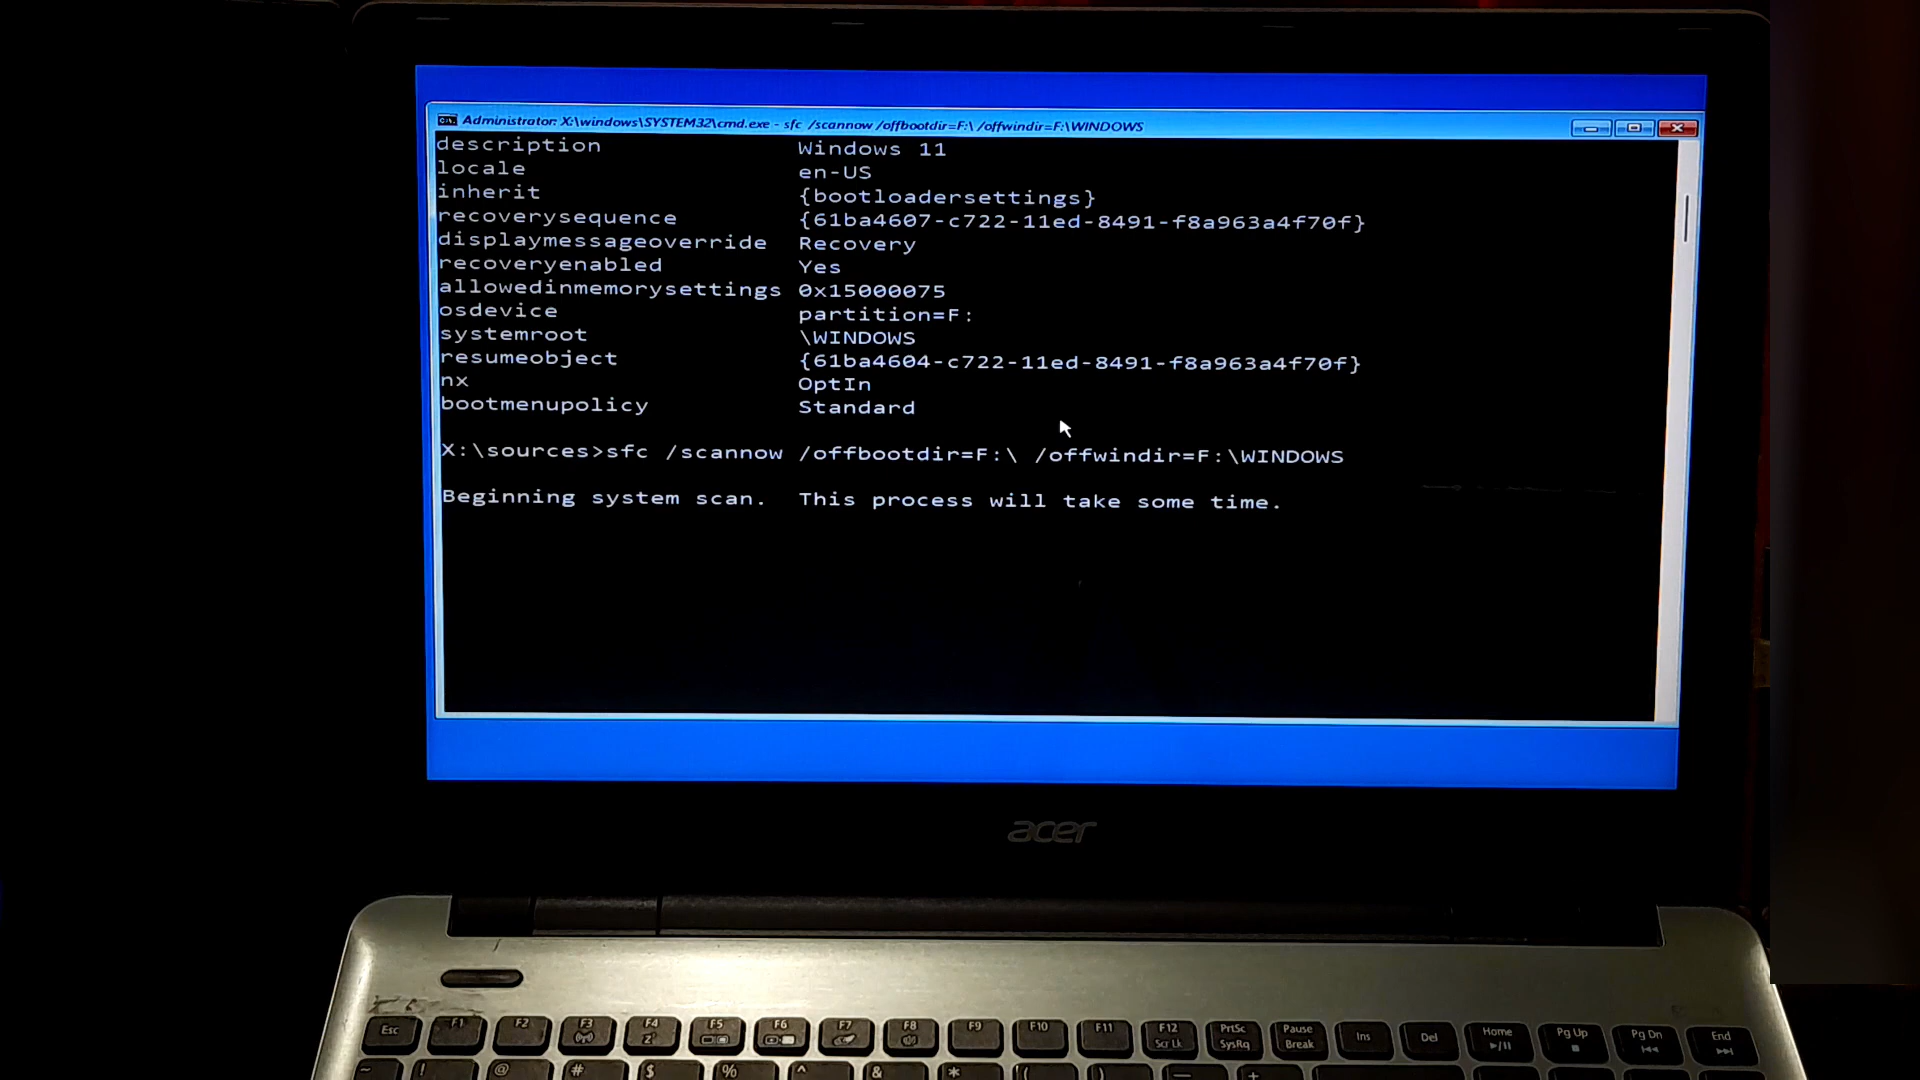 Administrator: X:\windows\SYSTEM32\cmd.exe - sfc /scannow /offbootdir=F:\ /offwindir=F:\WINDOWS
description Windows 11
locale en-US
inherit {bootloadersettings}
recoverysequence {61ba4607-c722-11ed-8491-f8a963a4f70f}
displaymessageoverride Recovery
recoveryenabled Yes
allowedinmemorysettings 0x15000075
osdevice partition=F:
systemroot \WINDOWS
resumeobject {61ba4604-c722-11ed-8491-f8a963a4f70f}
nx OptIn
bootmenupolicy Standard
X:\sources>sfc /scannow /offbootdir=F:\ /offwindir=F:\WINDOWS
Beginning system scan. This process will take some time.
acer
Esc F1 F2 F3 F4 F5 F6 F7 F8 F9 F10 F11 F12 PrtSc Pause Ins Del Home Pg Up Pg Dn End
Scr Lk SysRq Break
~ ! @ # $ % ^ & * ( ) — +